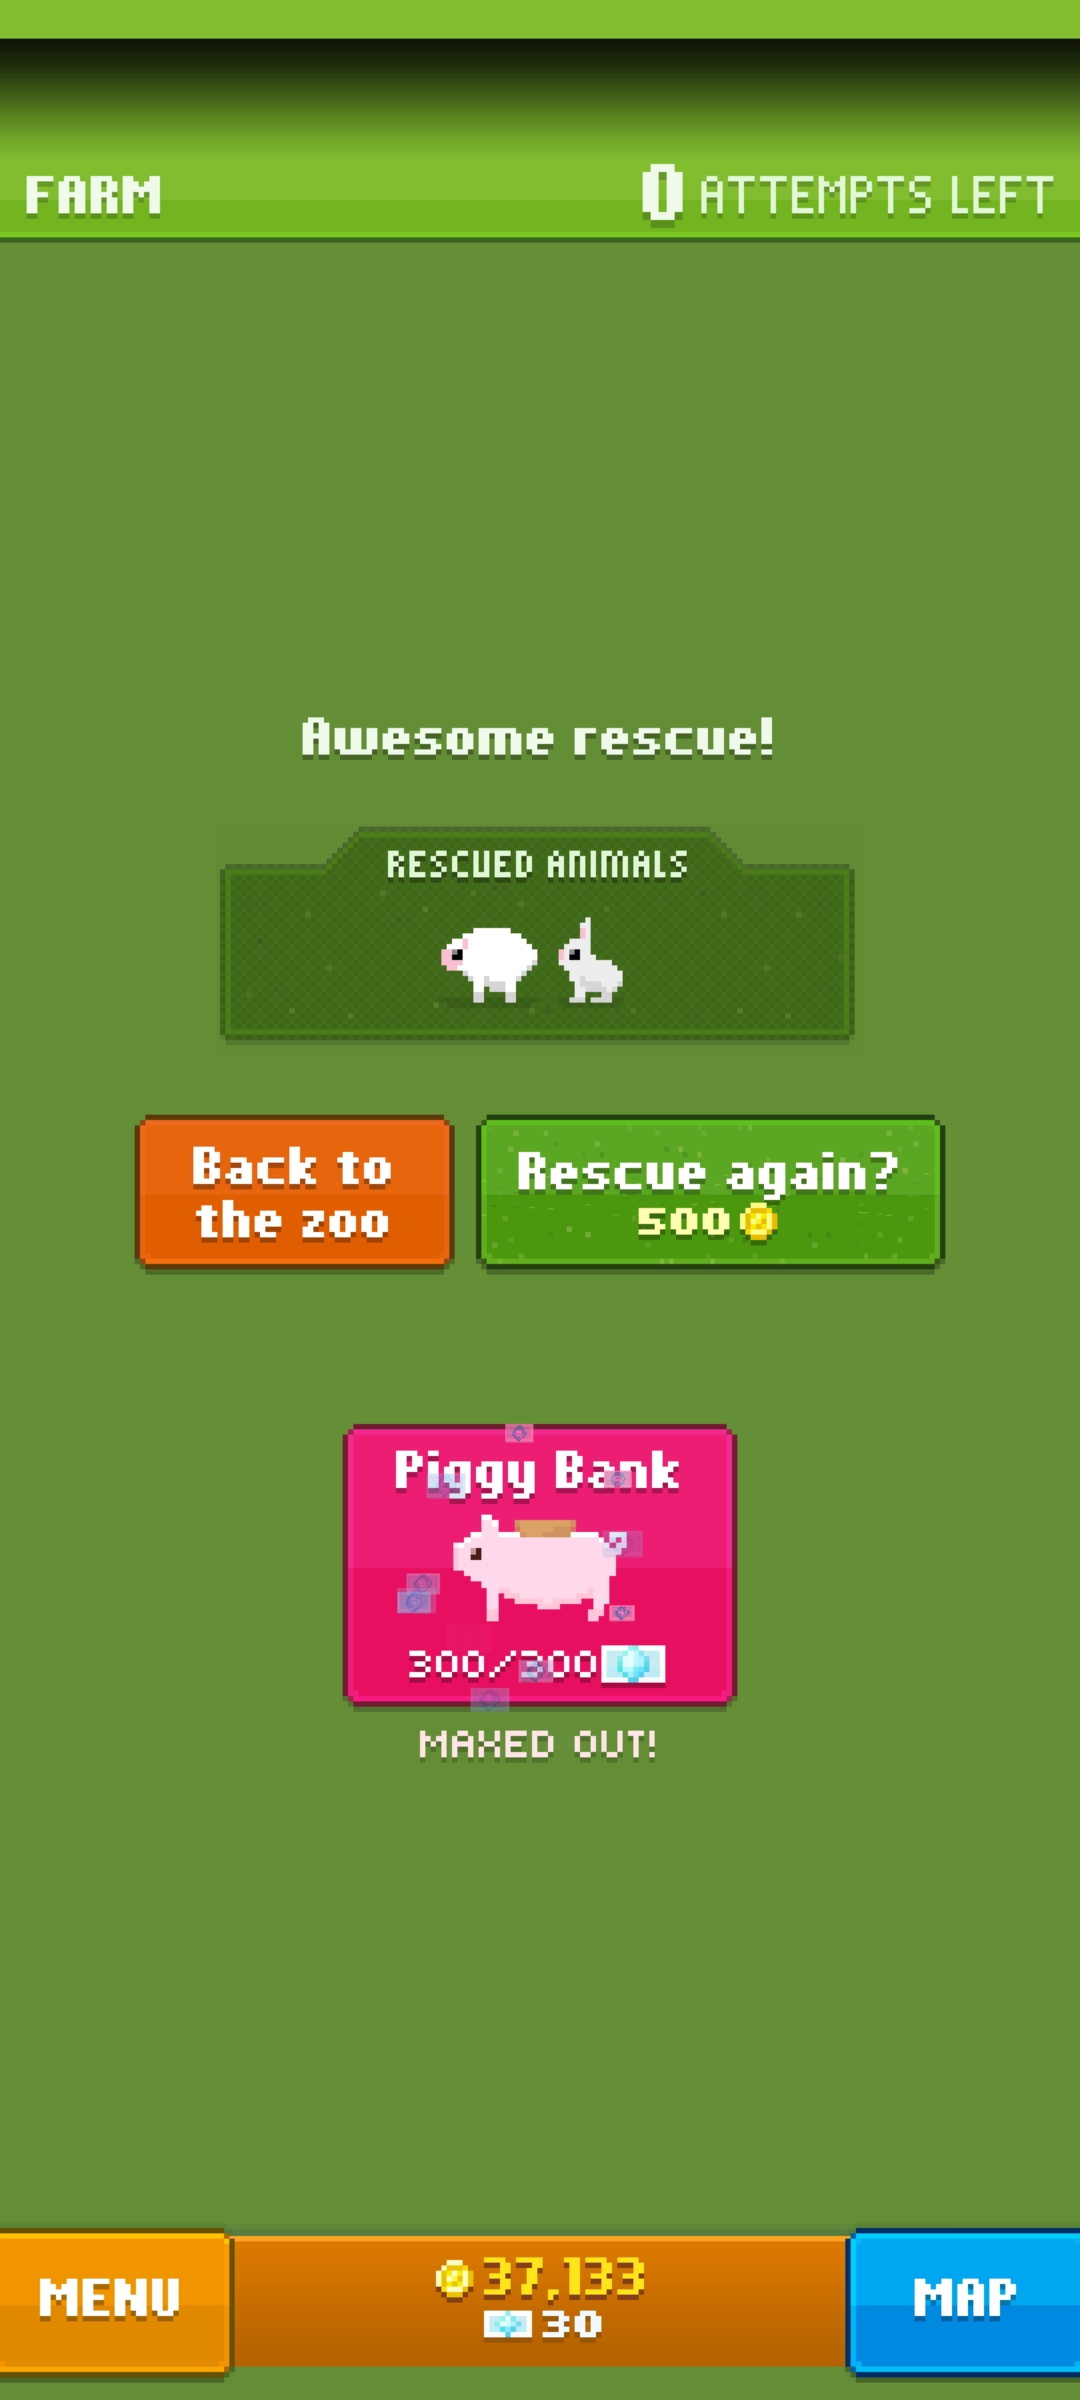 FARM
0 ATTEMPTS LEFT
Awesome rescue!
RESCUED ANIMALS
Back to
the zoo
Rescue again?
500
Piggy Bank
300/300
MAXED OUT!
MENU
37,133
30
MAP